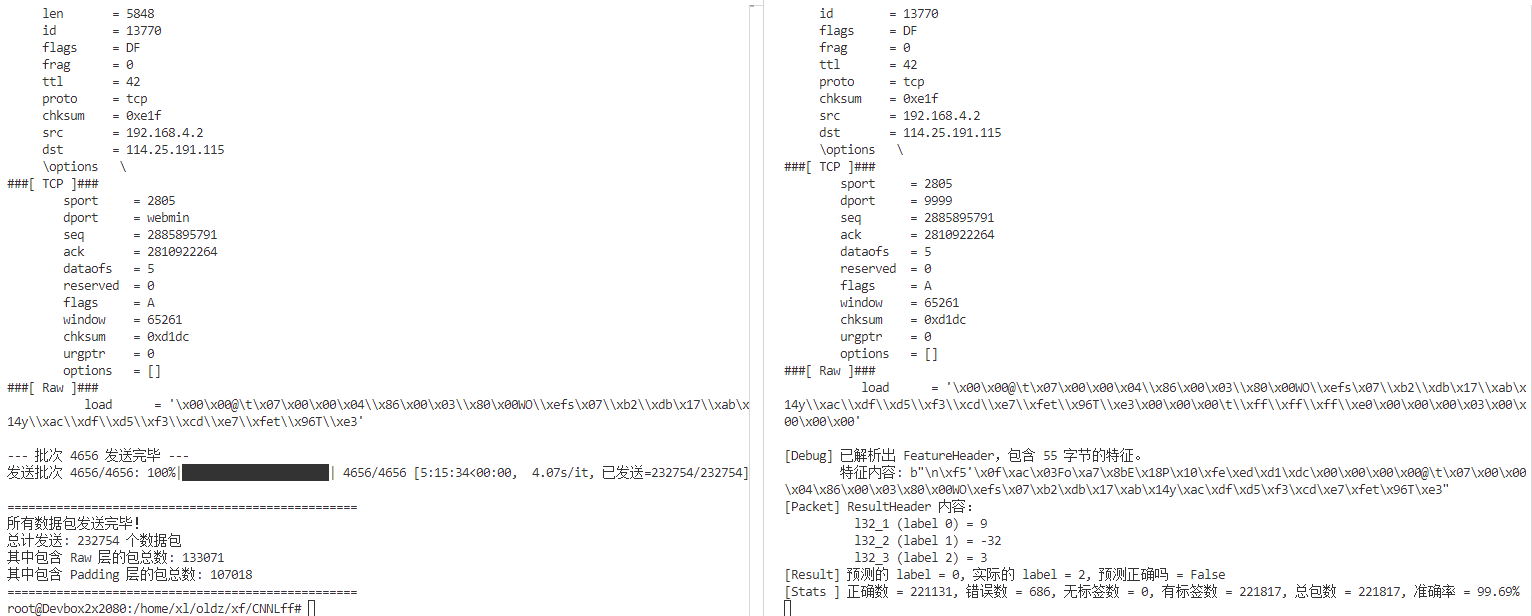 len       = 5848
id        = 13770
flags     = DF
frag      = 0
ttl       = 42
proto     = tcp
chksum    = 0xe1f
src       = 192.168.4.2
dst       = 114.25.191.115
\options   \
###[ TCP ]###
sport     = 2805
dport     = webmin
seq       = 2885895791
ack       = 2810922264
dataofs   = 5
reserved  = 0
flags     = A
window    = 65261
chksum    = 0xd1dc
urgptr    = 0
options   = []
###[ Raw ]###
load      = '\x00\x00@\t\x07\x00\x00\x04\\x86\x00\x03\\x80\x00WO\\xefs\x07\\xb2\\xdb\x17\\xab\x
14y\\xac\\xdf\\xd5\\xf3\\xcd\\xe7\\xfet\\x96T\\xe3'
--- 批次 4656 发送完毕 ---
发送批次 4656/4656: 100%|          | 4656/4656 [5:15:34<00:00,  4.07s/it, 已发送=232754/232754]
==================================================
所有数据包发送完毕!
总计发送: 232754 个数据包
其中包含 Raw 层的包总数: 133071
其中包含 Padding 层的包总数: 107018
==================================================
root@Devbox2x2080:/home/xl/oldz/xf/CNNLff#
id        = 13770
flags     = DF
frag      = 0
ttl       = 42
proto     = tcp
chksum    = 0xe1f
src       = 192.168.4.2
dst       = 114.25.191.115
\options   \
###[ TCP ]###
sport     = 2805
dport     = 9999
seq       = 2885895791
ack       = 2810922264
dataofs   = 5
reserved  = 0
flags     = A
window    = 65261
chksum    = 0xd1dc
urgptr    = 0
options   = []
###[ Raw ]###
load      = '\x00\x00@\t\x07\x00\x00\x04\\x86\x00\x03\\x80\x00WO\\xefs\x07\\xb2\\xdb\x17\\xab\x
14y\\xac\\xdf\\xd5\\xf3\\xcd\\xe7\\xfet\\x96T\\xe3\x00\x00\x00\t\\xff\\xff\\xff\\xe0\x00\x00\x00\x03\x00\x
00\x00\x00'
[Debug] 已解析出 FeatureHeader, 包含 55 字节的特征。
特征内容: b"\n\xf5'\x0f\xac\x03Fo\xa7\x8bE\x18P\x10\xfe\xed\xd1\xdc\x00\x00\x00\x00@\t\x07\x00\x00
\x04\x86\x00\x03\x80\x00WO\xefs\x07\xb2\xdb\x17\xab\x14y\xac\xdf\xd5\xf3\xcd\xe7\xfet\x96T\xe3"
[Packet] ResultHeader 内容:
l32_1 (label 0) = 9
l32_2 (label 1) = -32
l32_3 (label 2) = 3
[Result] 预测的 label = 0, 实际的 label = 2, 预测正确吗 = False
[Stats ] 正确数 = 221131, 错误数 = 686, 无标签数 = 0, 有标签数 = 221817, 总包数 = 221817, 准确率 = 99.69%